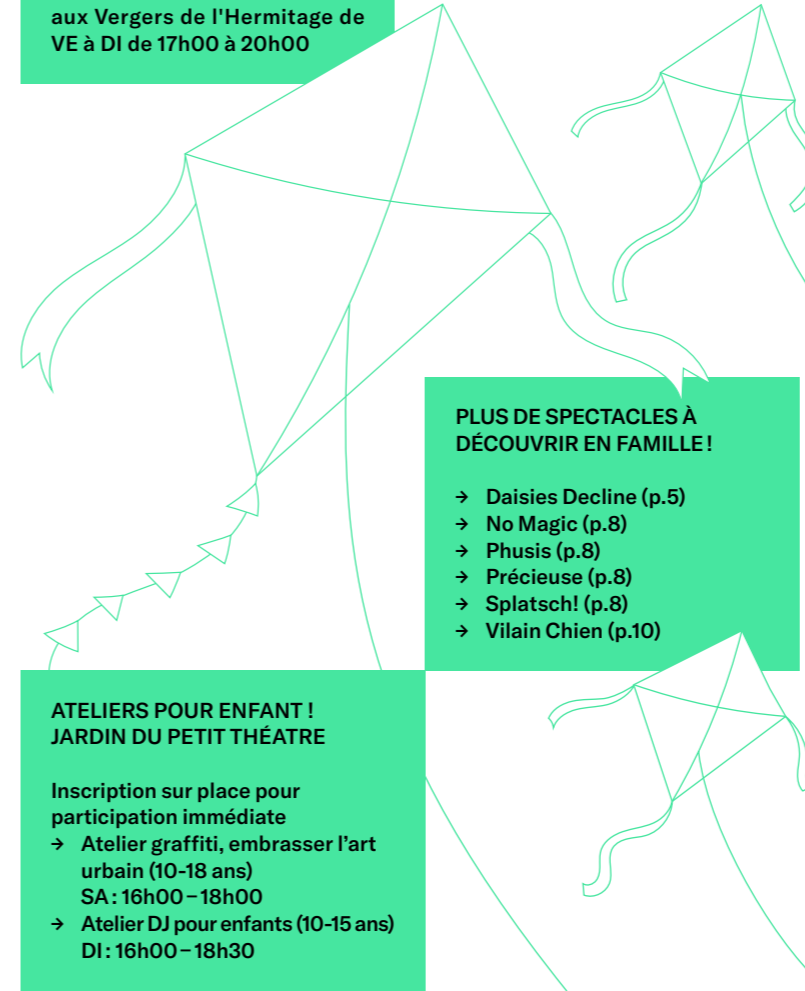 aux Vergers de l'Hermitage de
VE à DI de 17h00 à 20h00
PLUS DE SPECTACLES À
DÉCOUVRIR EN FAMILLE !
→ Daisies Decline (p.5)
→ No Magic (p.8)
→ Phusis (p.8)
→ Précieuse (p.8)
→ Splatsch! (p.8)
→ Vilain Chien (p.10)
ATELIERS POUR ENFANT !
JARDIN DU PETIT THÉATRE
Inscription sur place pour
participation immédiate
→ Atelier graffiti, embrasser l’art
urbain (10-18 ans)
SA : 16h00 – 18h00
→ Atelier DJ pour enfants (10-15 ans)
DI : 16h00 – 18h30